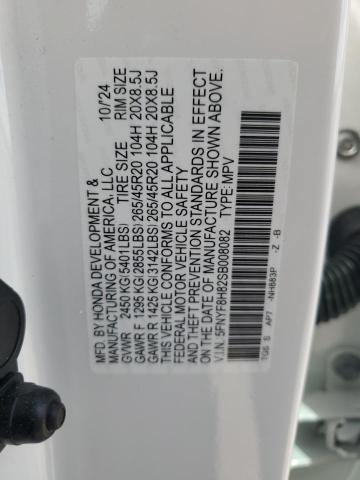 MFD. BY HONDA DEVELOPMENT & 10/'24
MANUFACTURING OF AMERICA, LLC
TIRE SIZE RIM SIZE
GVWR 2450 KG(5401LBS)
GAWR F 1295 KG(2855LBS)265/45R20 104H 20X8.5J
GAWR R 1425 KG(3142LBS)265/45R20 104H 20X8.5J
THIS VEHICLE CONFORMS TO ALL APPLICABLE
FEDERAL MOTOR VEHICLE SAFETY
AND THEFT PREVENTION STANDARDS IN EFFECT
ON THE DATE OF MANUFACTURE SHOWN ABOVE.
V.I.N.:5FNYF8H82SB008082 TYPE:MPV
TG6 S AP7 -NH883P -Z -B